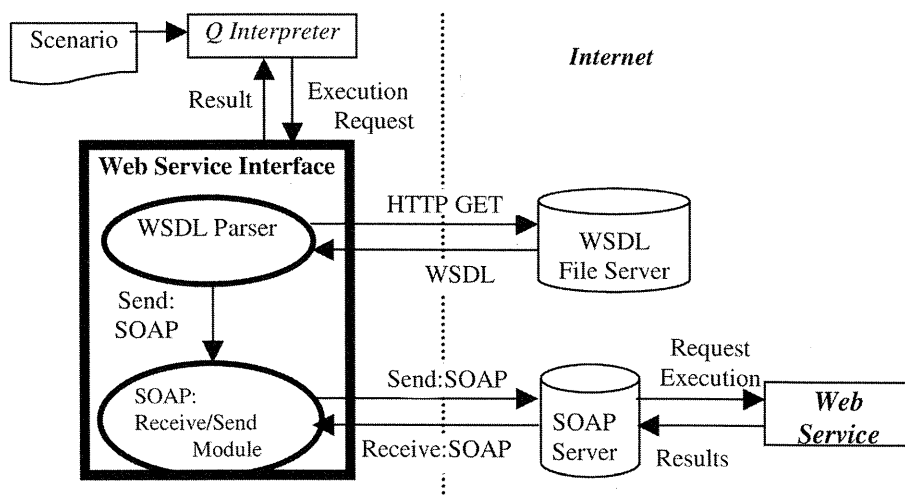 Scenario
Q Interpreter
Internet
Result
Execution
Request
Web Service Interface
WSDL Parser
HTTP GET
WSDL
WSDL
File Server
Send:
SOAP
SOAP:
Receive/Send
Module
Send:SOAP
Receive:SOAP
SOAP
Server
Request
Execution
Results
Web
Service